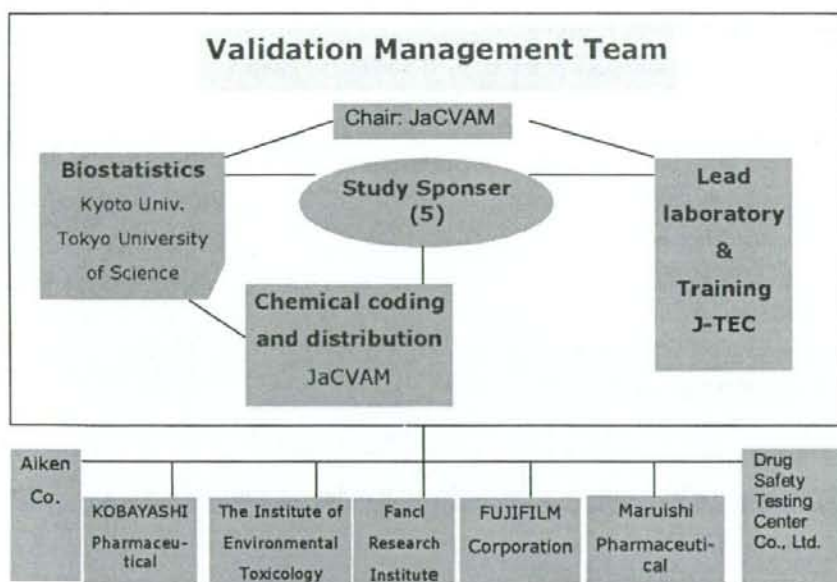 Validation Management Team
Chair: JaCVAM
Biostatistics
Kyoto Univ.
Tokyo University
of Science
Study Sponser
(5)
Lead
laboratory
&
Training
J-TEC
Chemical coding
and distribution
JaCVAM
Aiken
Co.
KOBAYASHI
Pharmaceu-
tical
The Institute of
Environmental
Toxicology
Fancl
Research
Institute
FUJIFILM
Corporation
Maruishi
Pharmaceuti-
cal
Drug
Safety
Testing
Center
Co., Ltd.